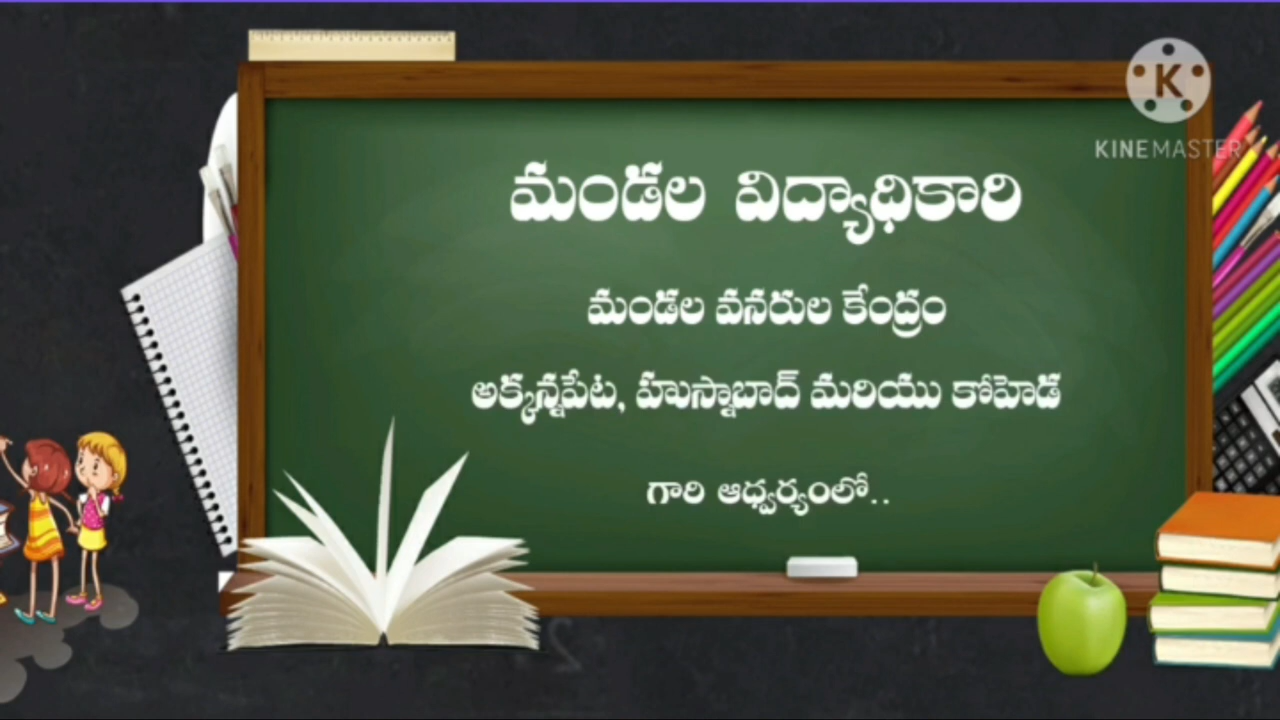 మండల విద్యాధికారి
మండల వనరుల కేంద్రం
అక్కన్నపేట, హుస్నాబాద్ మరియు కోహెడ
గారి ఆధ్వర్యంలో..
K
KINEMASTER